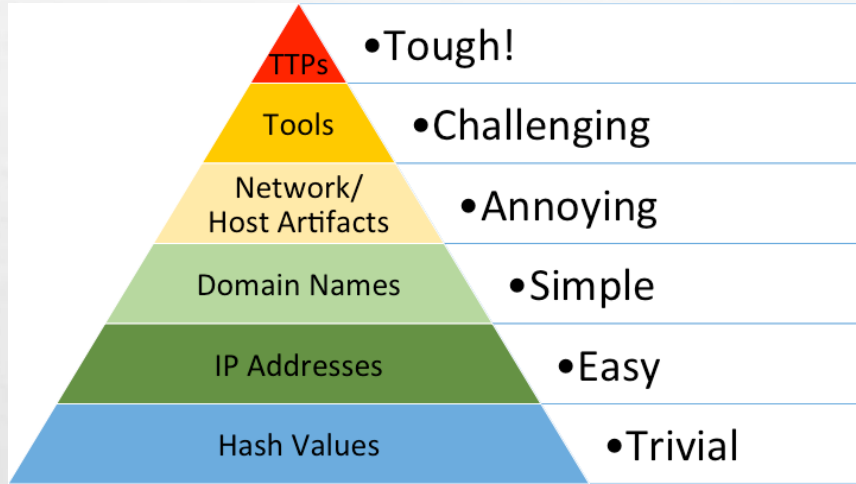 TTPs
•Tough!
Tools
•Challenging
Network/
Host Artifacts
•Annoying
Domain Names
•Simple
IP Addresses
•Easy
Hash Values
•Trivial